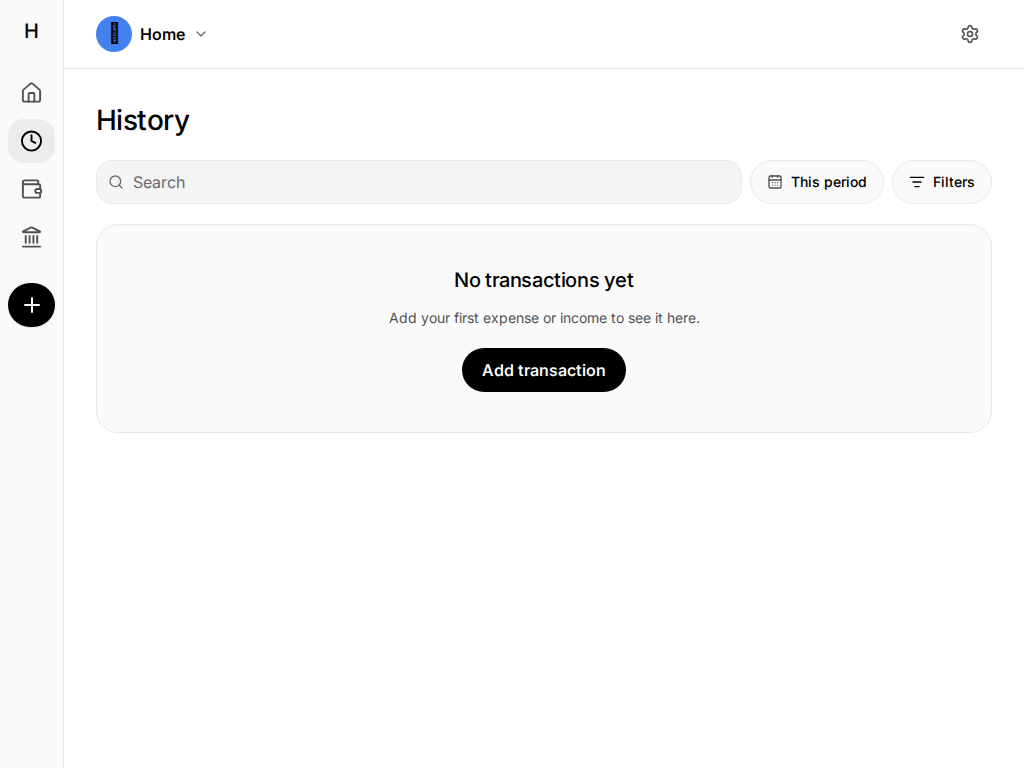 H
Home
History
Search
This period
Filters
No transactions yet
Add your first expense or income to see it here.
Add transaction